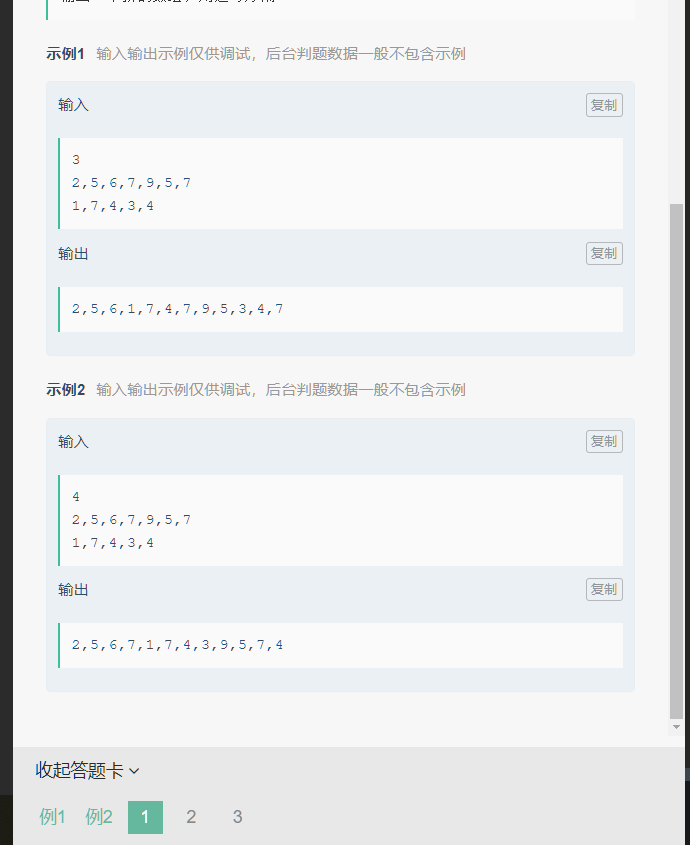 示例1 输入输出示例仅供调试，后台判题数据一般不包含示例
输入 复制
3
2,5,6,7,9,5,7
1,7,4,3,4
输出 复制
2,5,6,1,7,4,7,9,5,3,4,7
示例2 输入输出示例仅供调试，后台判题数据一般不包含示例
输入 复制
4
2,5,6,7,9,5,7
1,7,4,3,4
输出 复制
2,5,6,7,1,7,4,3,9,5,7,4
收起答题卡
例1 例2 1 2 3